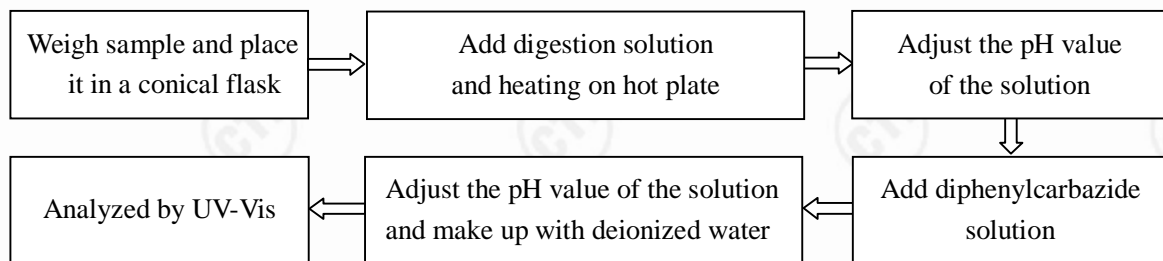 Weigh sample and place
it in a conical flask
Add digestion solution
and heating on hot plate
Adjust the pH value
of the solution
Add diphenylcarbazide
solution
Adjust the pH value of the solution
and make up with deionized water
Analyzed by UV-Vis